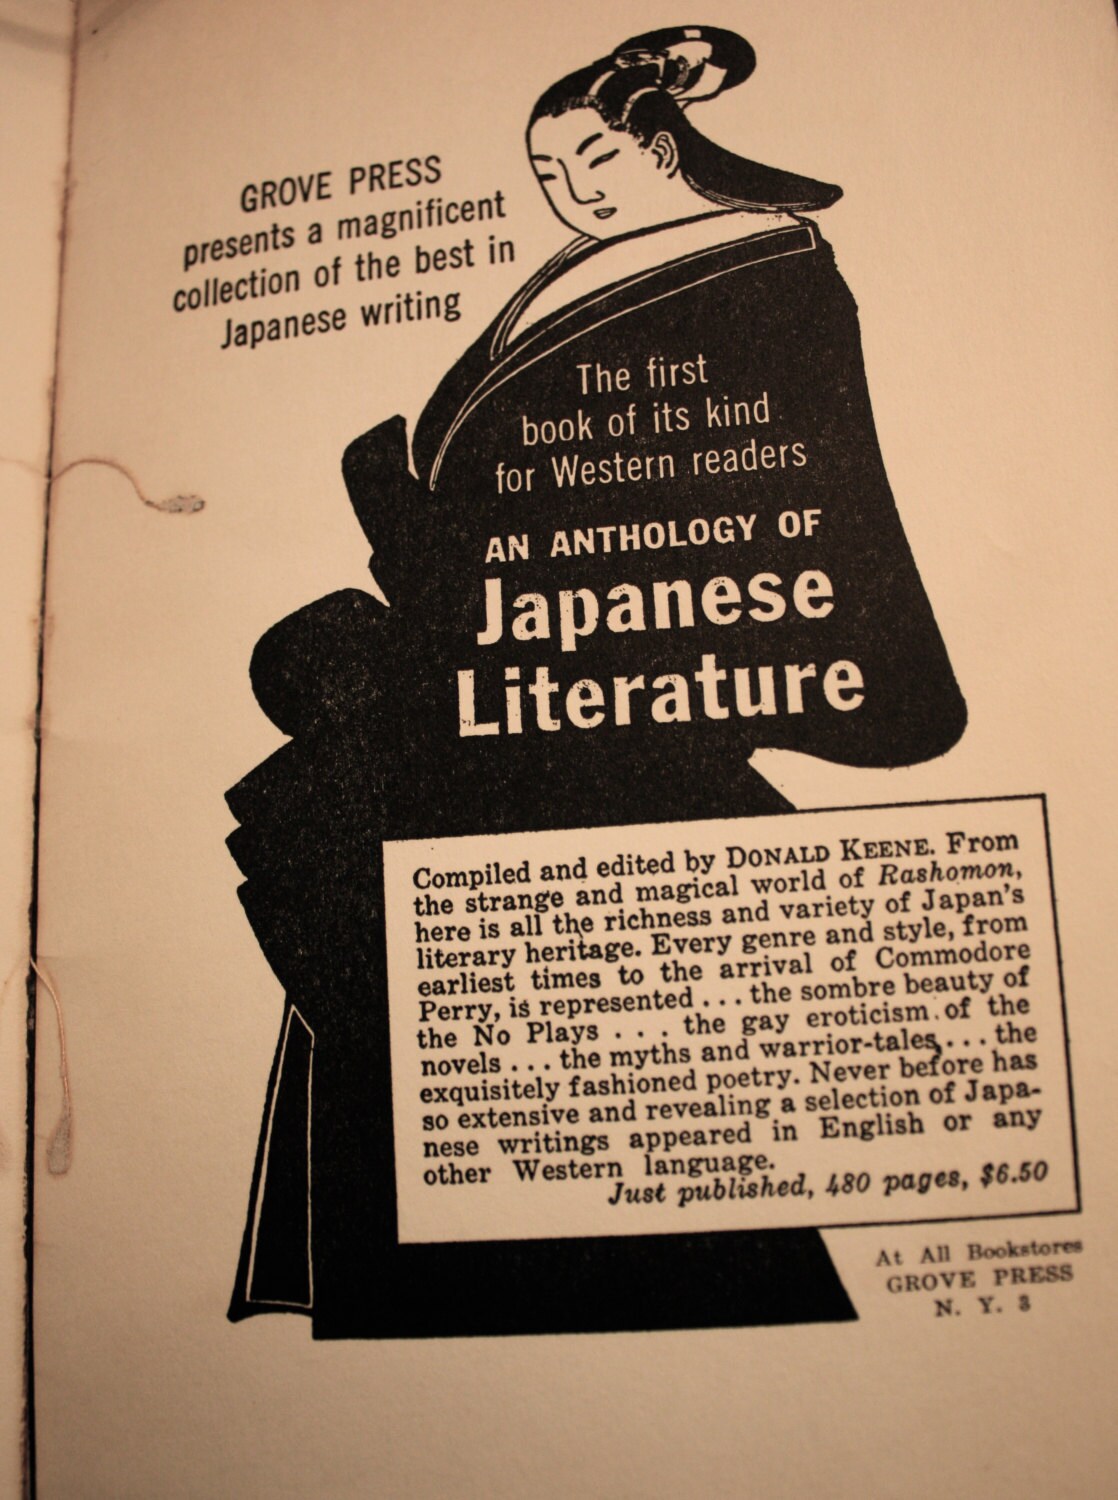 GROVE PRESS
presents a magnificent
collection of the best in
Japanese writing
The first
book of its kind
for Western readers
AN ANTHOLOGY OF
Japanese
Literature
Compiled and edited by DONALD KEENE. From
the strange and magical world of Rashomon,
here is all the richness and variety of Japan's
literary heritage. Every genre and style, from
earliest times to the arrival of Commodore
Perry, is represented . . . the sombre beauty of
the No Plays . . . the gay eroticism of the
novels . . . the myths and warrior-tales, . . . the
exquisitely fashioned poetry. Never before has
so extensive and revealing a selection of Japa-
nese writings appeared in English or any
other Western language.
Just published, 480 pages, $6.50
At All Bookstores
GROVE PRESS
N. Y. 3